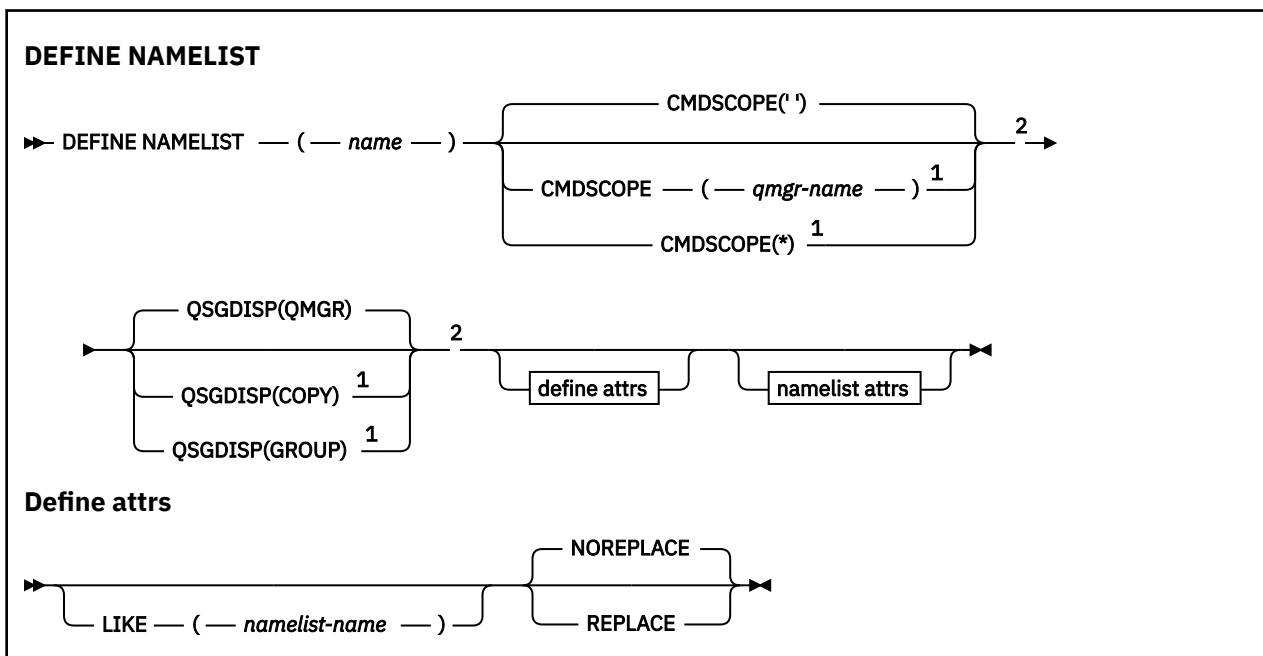 DEFINE NAMELIST
CMDSCOPE(' ')
DEFINE NAMELIST ( name ) 2
CMDSCOPE ( qmgr-name ) 1
CMDSCOPE(*) 1
QSGDISP(QMGR) 2
QSGDISP(COPY) 1 define attrs namelist attrs
QSGDISP(GROUP) 1
Define attrs
NOREPLACE
LIKE ( namelist-name ) REPLACE